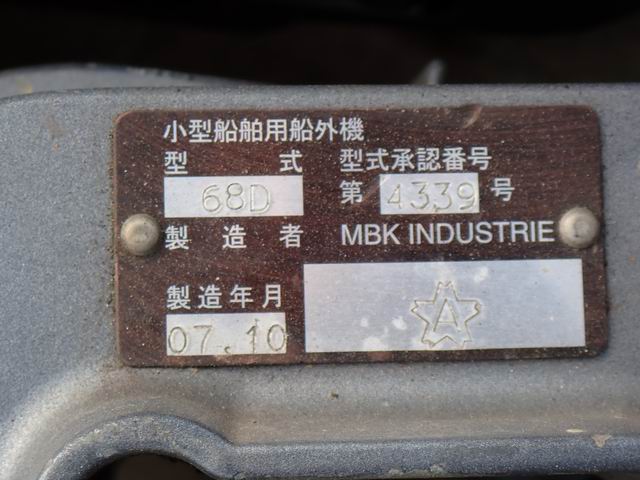 小型船舶用船外機
型式 型式承認番号
68D 第 4339 号
製造者 MBK INDUSTRIE
製造年月
07.10 A